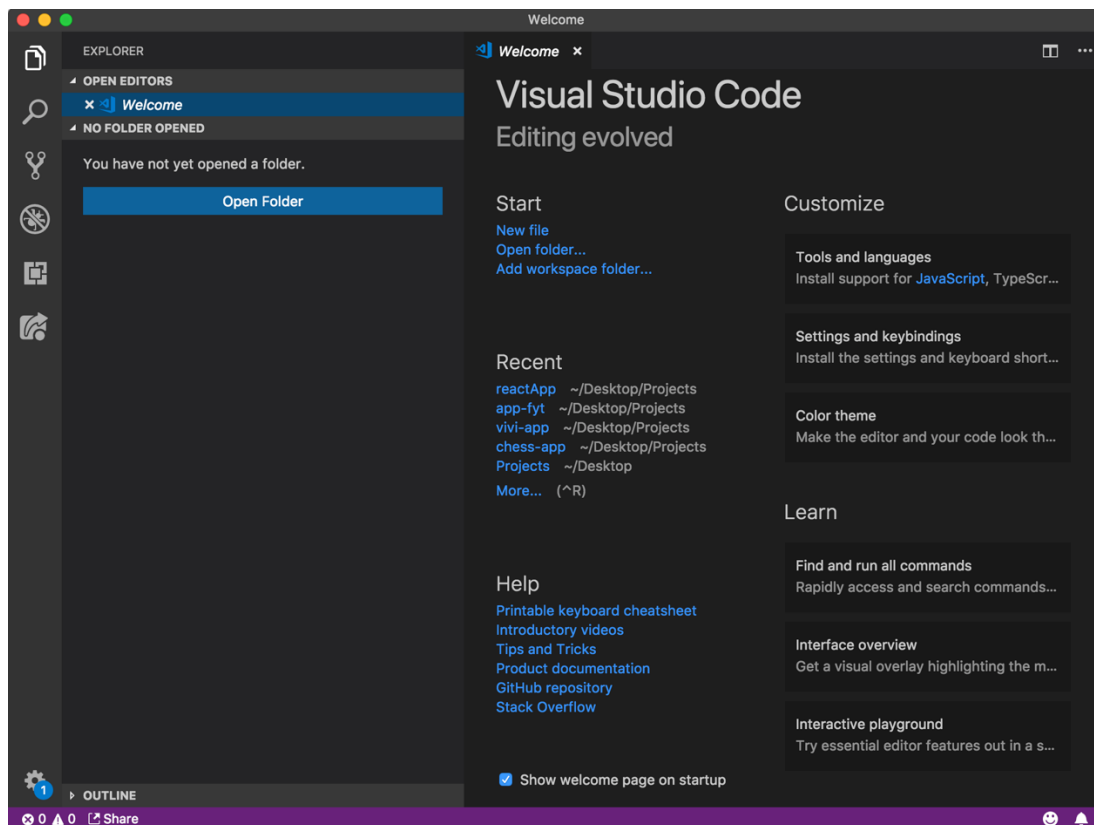 Welcome
EXPLORER
OPEN EDITORS
Welcome
NO FOLDER OPENED
You have not yet opened a folder.
Open Folder
OUTLINE
Welcome
Visual Studio Code
Editing evolved
Start
New file
Open folder...
Add workspace folder...
Recent
reactApp ~/Desktop/Projects
app-fyt ~/Desktop/Projects
vivi-app ~/Desktop/Projects
chess-app ~/Desktop/Projects
Projects ~/Desktop
More... (^R)
Help
Printable keyboard cheatsheet
Introductory videos
Tips and Tricks
Product documentation
GitHub repository
Stack Overflow
Show welcome page on startup
Customize
Tools and languages
Install support for JavaScript, TypeScr...
Settings and keybindings
Install the settings and keyboard short...
Color theme
Make the editor and your code look th...
Learn
Find and run all commands
Rapidly access and search commands...
Interface overview
Get a visual overlay highlighting the m...
Interactive playground
Try essential editor features out in a s...
1
0 0 Share